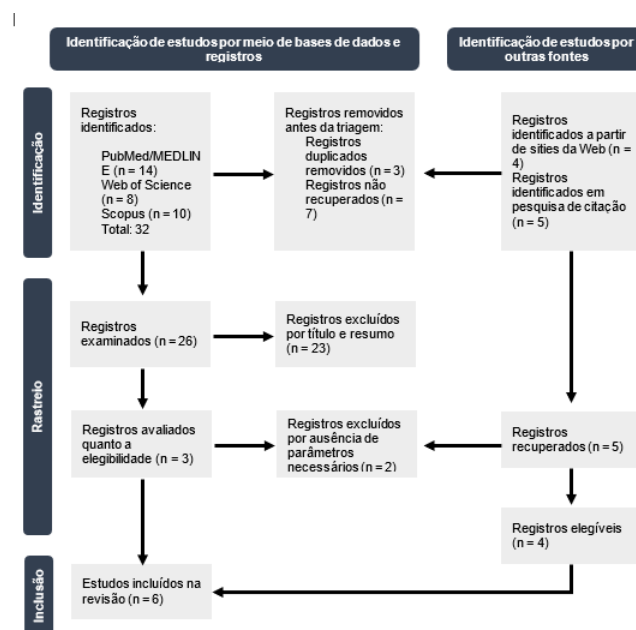 Identificação de estudos por meio de bases de dados e
registros
Identificação de estudos por
outras fontes
Identificação
Registros
identificados:
PubMed/MEDLIN
E (n = 14)
Web of Science
(n = 8)
Scopus (n = 10)
Total: 32
Registros removidos
antes da triagem:
Registros
duplicados
removidos (n = 3)
Registros não
recuperados (n =
7)
Registros
identificados a partir
de sities da Web (n =
4)
Registros
identificados em
pesquisa de citação
(n = 5)
Rastreio
Registros
examinados (n = 26)
Registros excluídos
por título e resumo
(n = 23)
Registros avaliados
quanto a
elegibilidade (n = 3)
Registros excluídos
por ausência de
parâmetros
necessários (n = 2)
Registros
recuperados (n = 5)
Registros elegíveis
(n = 4)
Inclusão
Estudos incluídos na
revisão (n = 6)